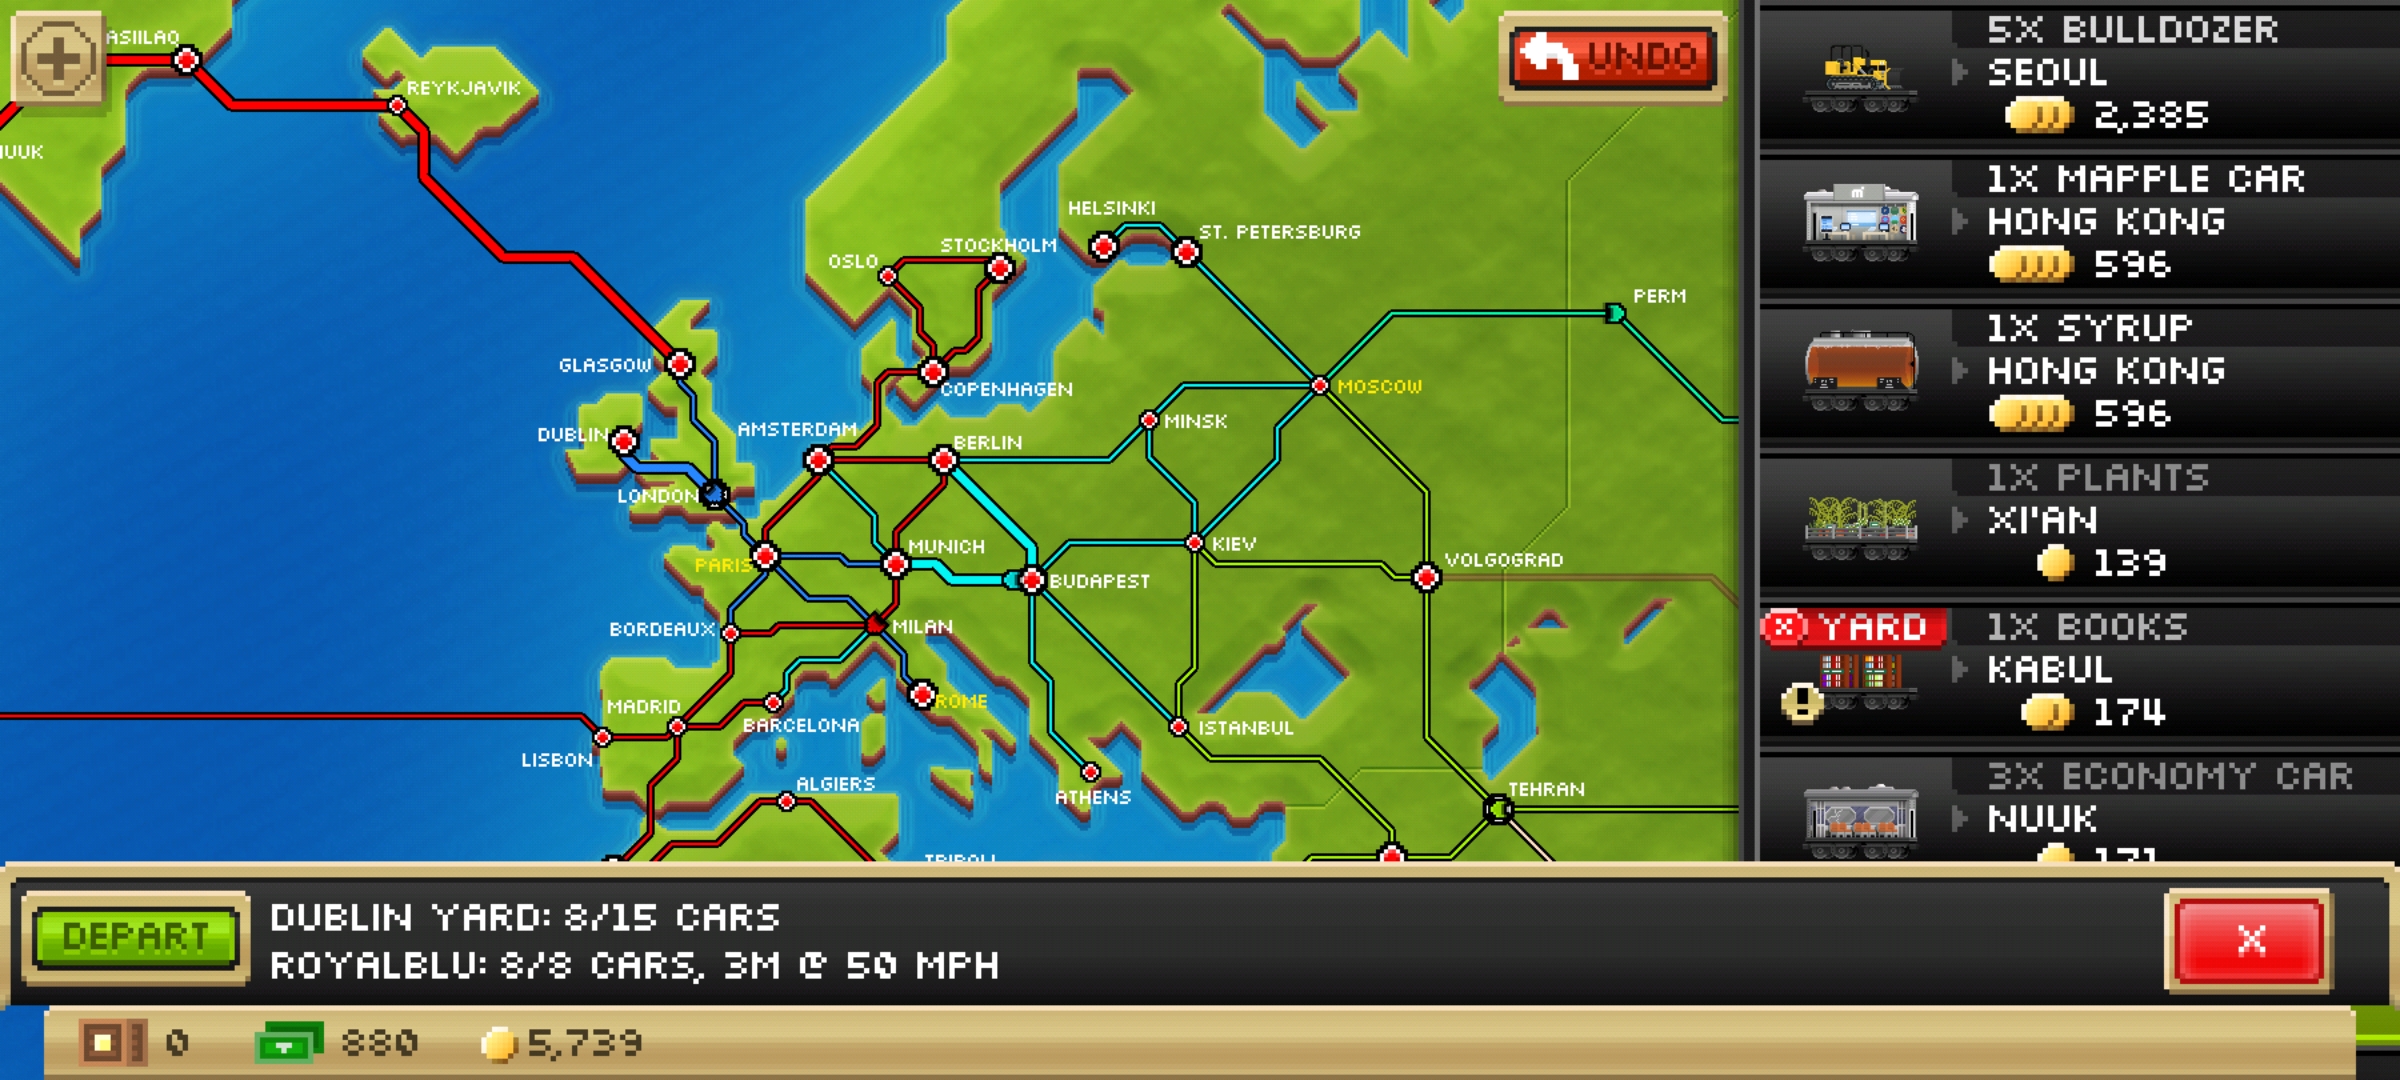 ASIILAQ
REYKJAVIK
UNDO
HELSINKI
ST. PETERSBURG
STOCKHOLM
OSLO
PERM
GLASGOW
COPENHAGEN
MOSCOW
MINSK
DUBLIN
AMSTERDAM
BERLIN
LONDON
PARIS
MUNICH
KIEV
VOLGOGRAD
BUDAPEST
BORDEAUX
MILAN
MADRID
ROME
BARCELONA
ISTANBUL
LISBON
ALGIERS
ATHENS
TEHRAN
5X BULLDOZER
SEOUL
2,385
1X MAPPLE CAR
HONG KONG
596
1X SYRUP
HONG KONG
596
1X PLANTS
XI'AN
139
YARD
1X BOOKS
KABUL
174
3X ECONOMY CAR
NUUK
171
DEPART
DUBLIN YARD: 8/15 CARS
ROYALBLU: 8/8 CARS, 3M @ 50 MPH
X
0
880
5,739